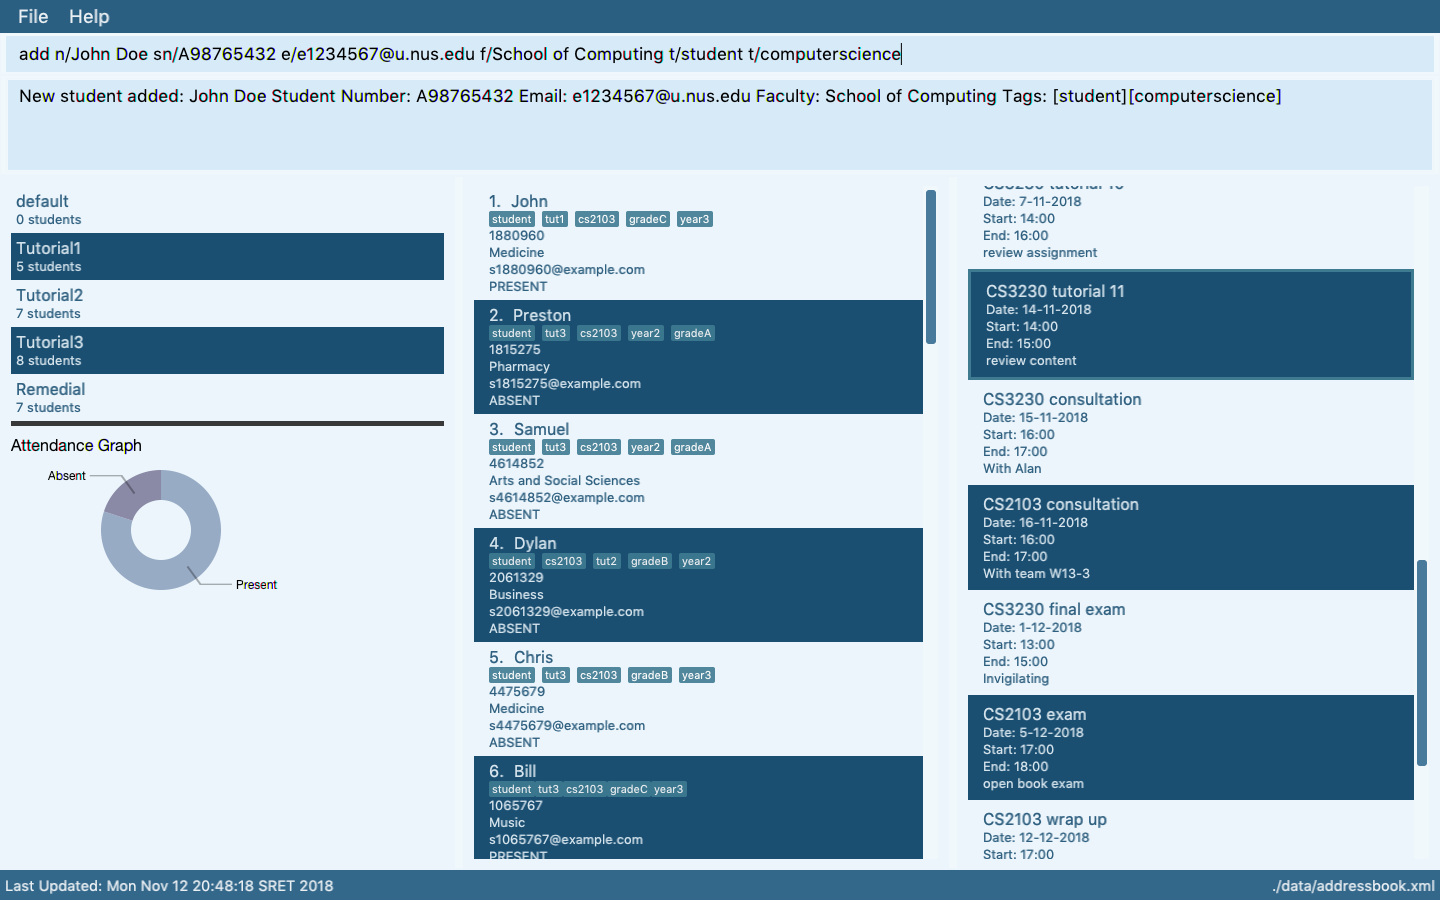 File Help
add n/John Doe sn/A98765432 e/e1234567@u.nus.edu f/School of Computing t/student t/computerscience
New student added: John Doe Student Number: A98765432 Email: e1234567@u.nus.edu Faculty: School of Computing Tags: [student][computerscience]
default
0 students
Tutorial1
5 students
Tutorial2
7 students
Tutorial3
8 students
Remedial
7 students
Attendance Graph
Absent
Present
1. John
student tut1 cs2103 gradeC year3
1880960
Medicine
s1880960@example.com
PRESENT
2. Preston
student tut3 cs2103 year2 gradeA
1815275
Pharmacy
s1815275@example.com
ABSENT
3. Samuel
student tut3 cs2103 year2 gradeA
4614852
Arts and Social Sciences
s4614852@example.com
ABSENT
4. Dylan
student cs2103 tut2 gradeB year2
2061329
Business
s2061329@example.com
ABSENT
5. Chris
student tut3 cs2103 gradeB year3
4475679
Medicine
s4475679@example.com
ABSENT
6. Bill
student tut3 cs2103 gradeC year3
1065767
Music
s1065767@example.com
PRESENT
CS3230 tutorial 10
Date: 7-11-2018
Start: 14:00
End: 16:00
review assignment
CS3230 tutorial 11
Date: 14-11-2018
Start: 14:00
End: 15:00
review content
CS3230 consultation
Date: 15-11-2018
Start: 16:00
End: 17:00
With Alan
CS2103 consultation
Date: 16-11-2018
Start: 16:00
End: 17:00
With team W13-3
CS3230 final exam
Date: 1-12-2018
Start: 13:00
End: 15:00
Invigilating
CS2103 exam
Date: 5-12-2018
Start: 17:00
End: 18:00
open book exam
CS2103 wrap up
Date: 12-12-2018
Start: 17:00
Last Updated: Mon Nov 12 20:48:18 SRET 2018
./data/addressbook.xml